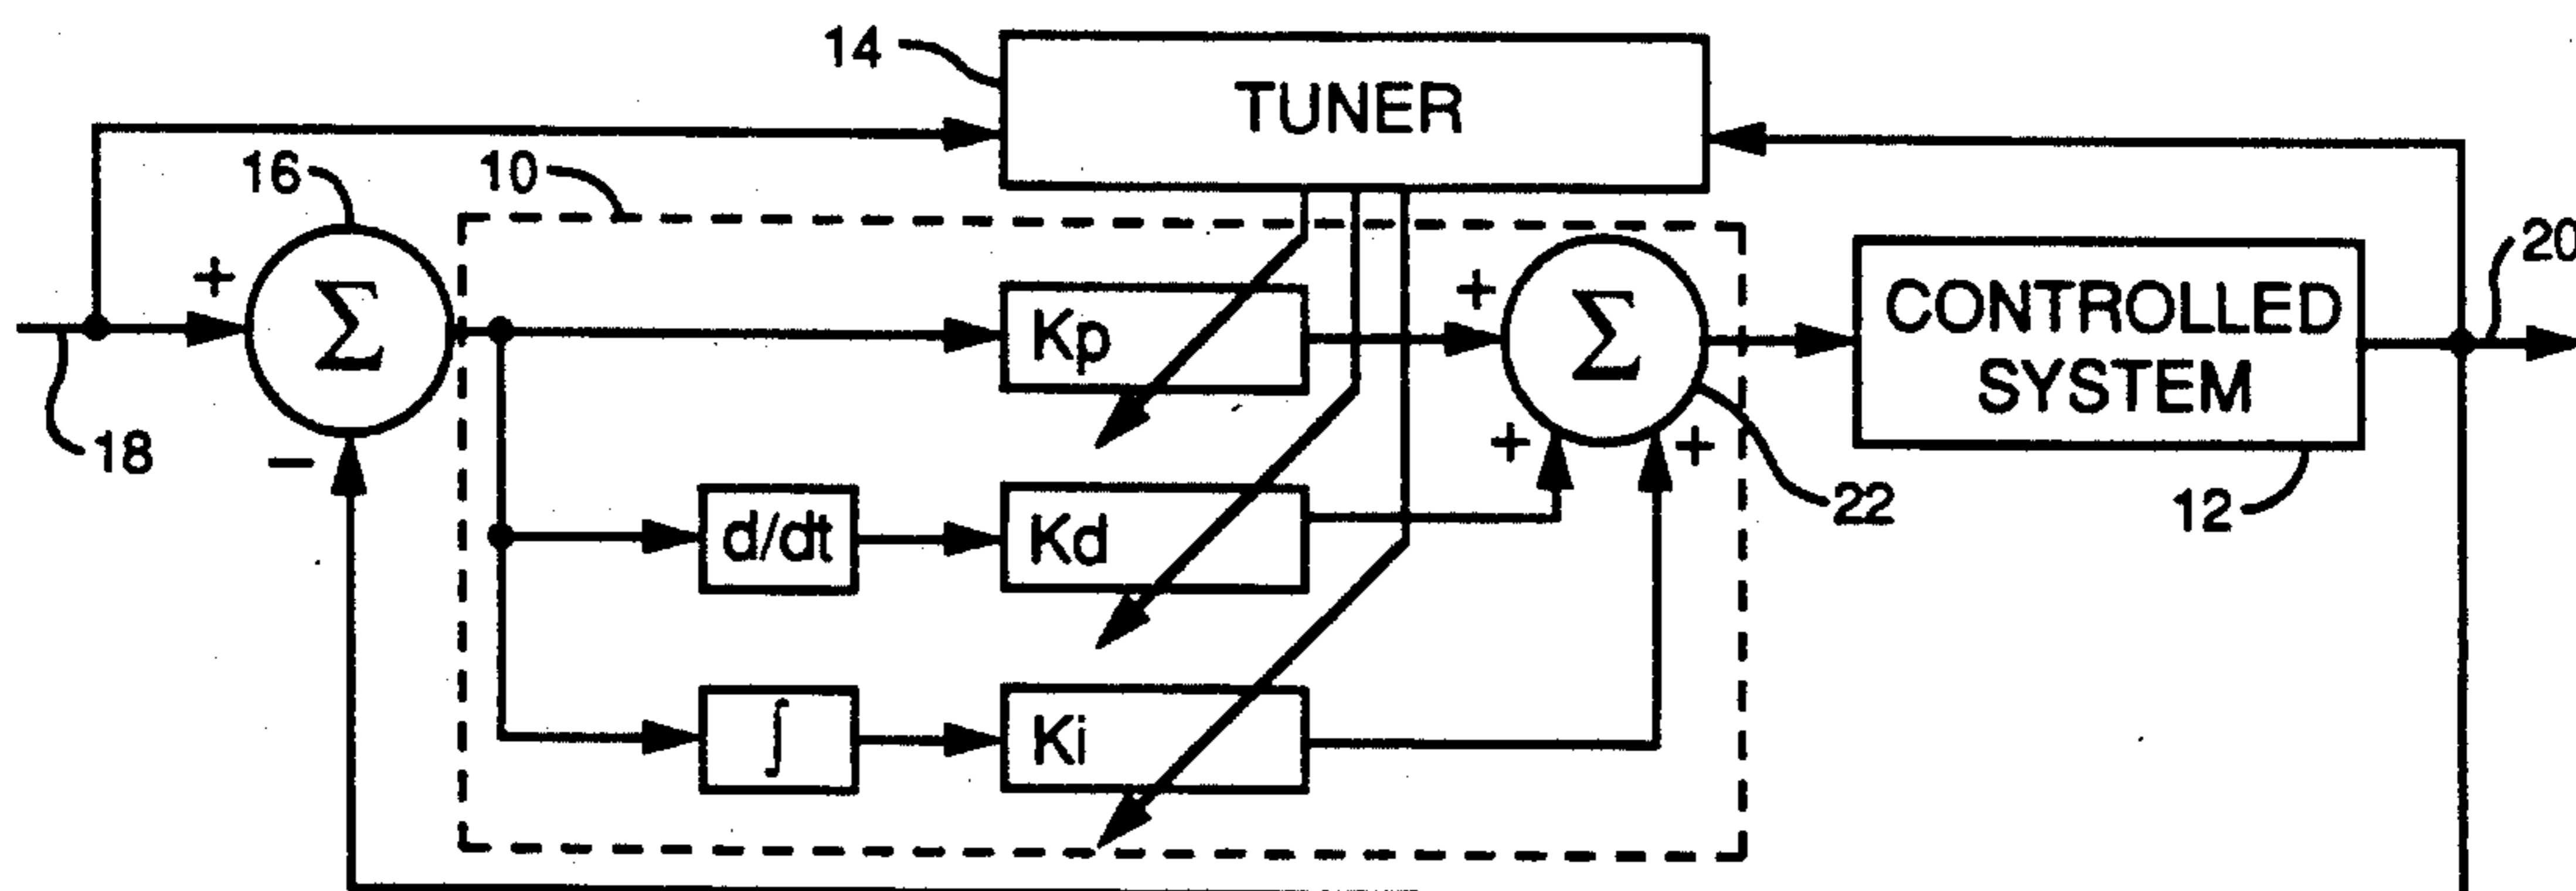 14
TUNER
16
10
+
Σ
18
−
Kp
+
Σ
+
+
22
CONTROLLED
SYSTEM
20
12
d/dt
Kd
∫
Ki